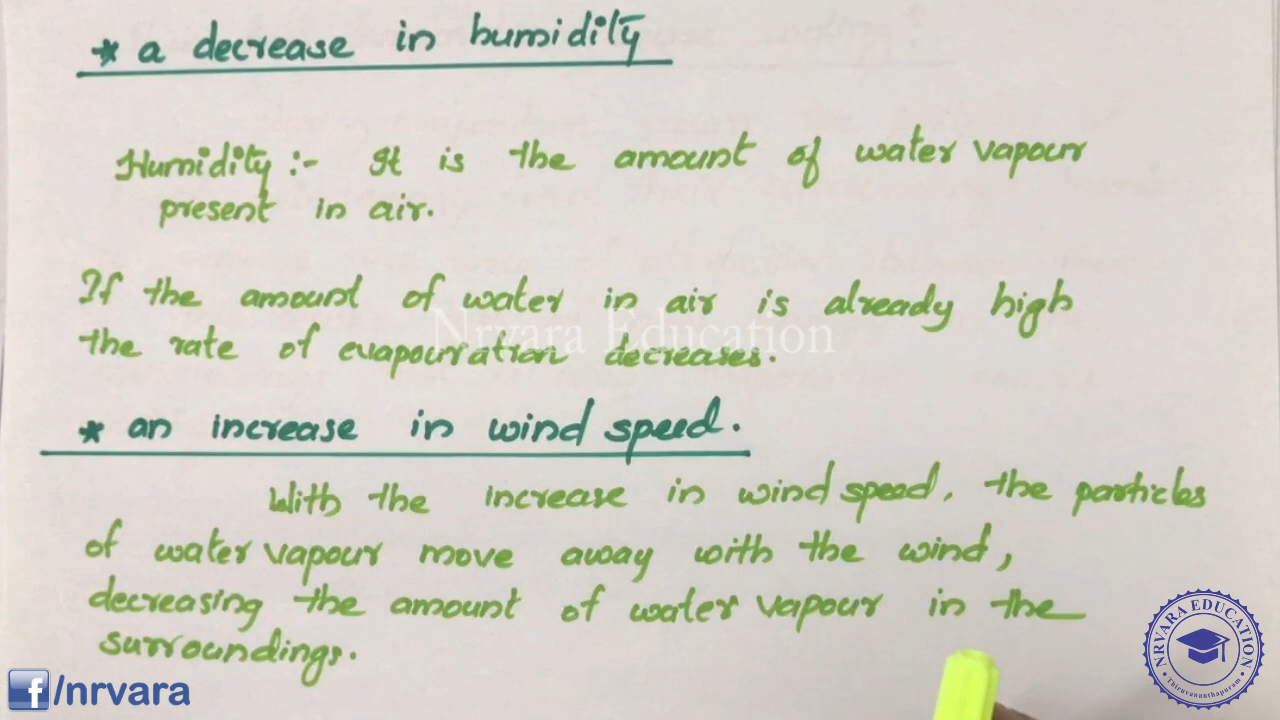 * a decrease in humidity
Humidity :- It is the amount of water vapour
present in air.
If the amount of water in air is already high
Nrvara Education
the rate of evapouration decreases.
* an increase in wind speed.
With the increase in wind speed, the particles
of water vapour move away with the wind,
decreasing the amount of water vapour in the
surroundings.
NRVARA EDUCATION
Thiruvananthapuram
f/nrvara